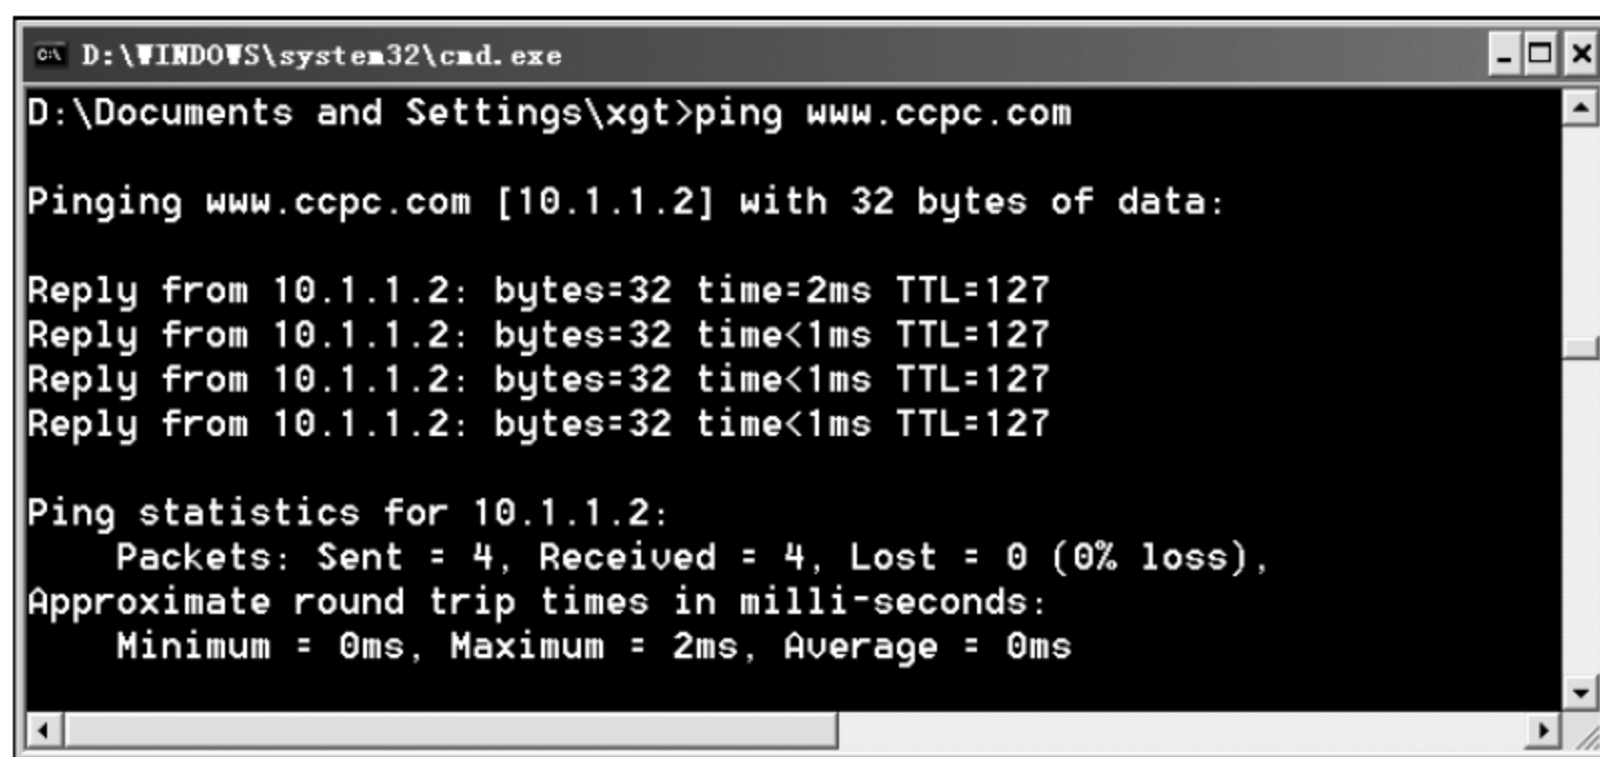 D:\WINDOWS\system32\cmd.exe
D:\Documents and Settings\xgt>ping www.ccpc.com
Pinging www.ccpc.com [10.1.1.2] with 32 bytes of data:
Reply from 10.1.1.2: bytes=32 time=2ms TTL=127
Reply from 10.1.1.2: bytes=32 time<1ms TTL=127
Reply from 10.1.1.2: bytes=32 time<1ms TTL=127
Reply from 10.1.1.2: bytes=32 time<1ms TTL=127
Ping statistics for 10.1.1.2:
Packets: Sent = 4, Received = 4, Lost = 0 (0% loss),
Approximate round trip times in milli-seconds:
Minimum = 0ms, Maximum = 2ms, Average = 0ms